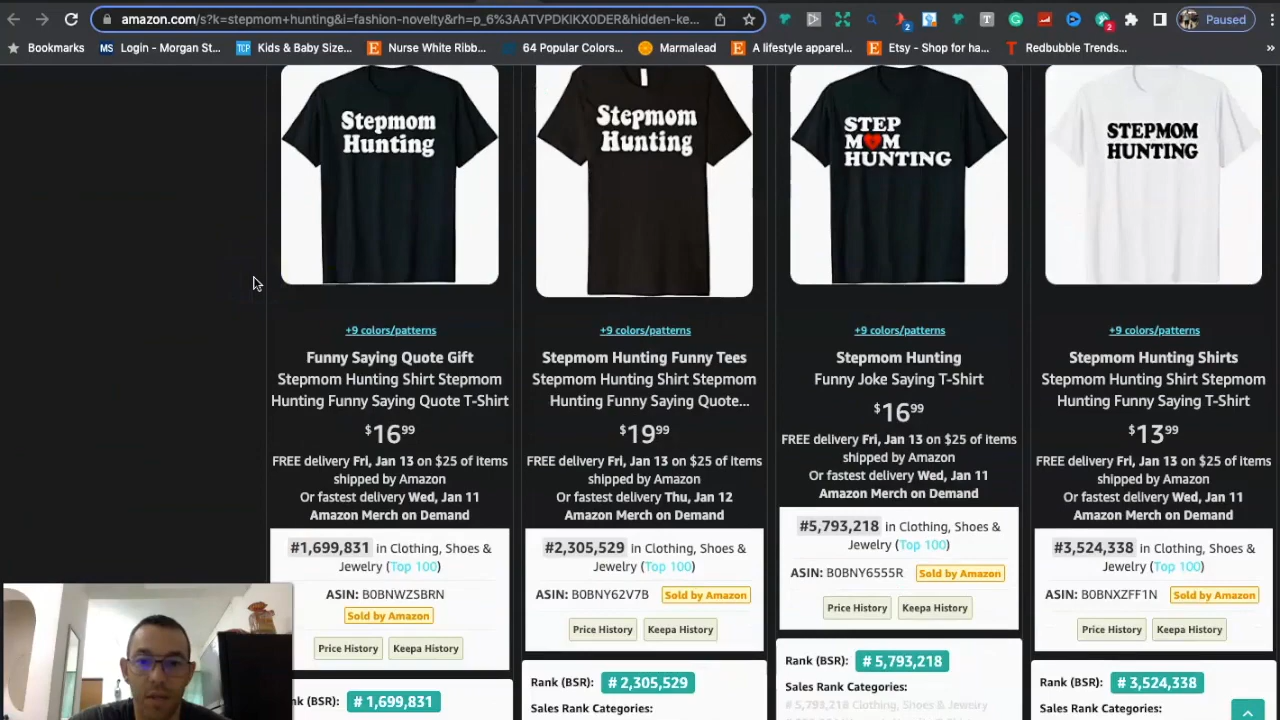 amazon.com/s?k=stepmom+hunting&i=fashion-novelty&rh=p_6%3AATVPDKIKX0DER&hidden-ke...
Paused
Bookmarks
MS Login - Morgan St...
TCP Kids & Baby Size...
E Nurse White Ribb...
64 Popular Colors...
Marmalead
E A lifestyle apparel...
E Etsy - Shop for ha...
T Redbubble Trends...
»
Stepmom
Hunting
+9 colors/patterns
Funny Saying Quote Gift
Stepmom Hunting Shirt Stepmom
Hunting Funny Saying Quote T-Shirt
$16.99
FREE delivery Fri, Jan 13 on $25 of items
shipped by Amazon
Or fastest delivery Wed, Jan 11
Amazon Merch on Demand
#1,699,831 in Clothing, Shoes &
Jewelry (Top 100)
ASIN: B0BNWZSBRN
Sold by Amazon
Price History Keepa History
nk (BSR): # 1,699,831
Stepmom
Hunting
+9 colors/patterns
Stepmom Hunting Funny Tees
Stepmom Hunting Shirt Stepmom
Hunting Funny Saying Quote...
$19.99
FREE delivery Fri, Jan 13 on $25 of items
shipped by Amazon
Or fastest delivery Thu, Jan 12
Amazon Merch on Demand
#2,305,529 in Clothing, Shoes &
Jewelry (Top 100)
ASIN: B0BNY62V7B Sold by Amazon
Price History Keepa History
Rank (BSR): # 2,305,529
Sales Rank Categories:
STEP
M M
HUNTING
+9 colors/patterns
Stepmom Hunting
Funny Joke Saying T-Shirt
$16.99
FREE delivery Fri, Jan 13 on $25 of items
shipped by Amazon
Or fastest delivery Wed, Jan 11
Amazon Merch on Demand
#5,793,218 in Clothing, Shoes &
Jewelry (Top 100)
ASIN: B0BNY6555R Sold by Amazon
Price History Keepa History
Rank (BSR): # 5,793,218
Sales Rank Categories:
# 5,793,218 Clothing, Shoes & Jewelry
STEPMOM
HUNTING
+9 colors/patterns
Stepmom Hunting Shirts
Stepmom Hunting Shirt Stepmom
Hunting Funny Saying T-Shirt
$13.99
FREE delivery Fri, Jan 13 on $25 of items
shipped by Amazon
Or fastest delivery Wed, Jan 11
Amazon Merch on Demand
#3,524,338 in Clothing, Shoes &
Jewelry (Top 100)
ASIN: B0BNXZFF1N Sold by Amazon
Price History Keepa History
Rank (BSR): # 3,524,338
Sales Rank Categories: